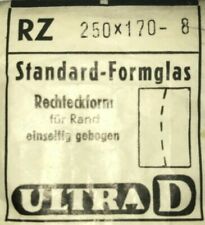 RZ 250×170-8
Standard-Formglas
Rechteckform
für Rand
einseitig gebogen
ULTRA D